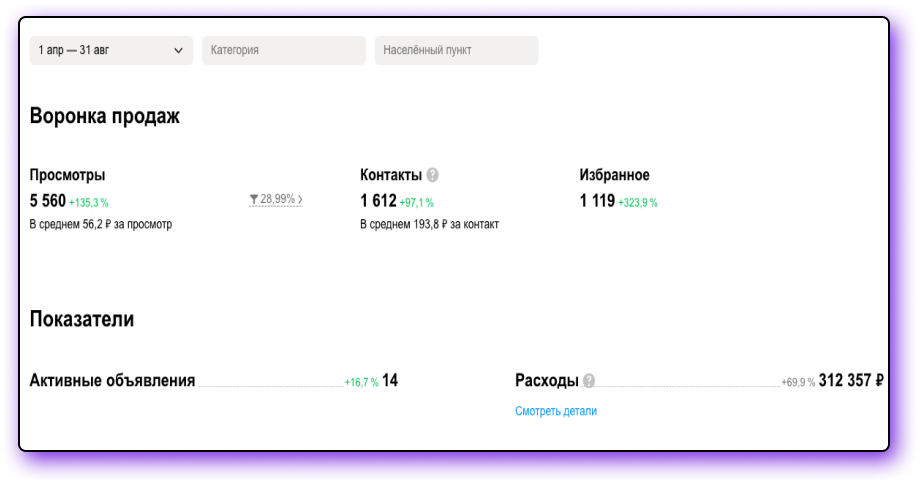 1 апр — 31 авг Категория Населённый пункт
Воронка продаж
Просмотры Контакты ? Избранное
5 560 +135,3 % 28,99% 1 612 +97,1 % 1 119 +323,9 %
В среднем 56,2 ₽ за просмотр В среднем 193,8 ₽ за контакт
Показатели
Активные объявления +16,7 % 14 Расходы ? +69,9 % 312 357 ₽
Смотреть детали